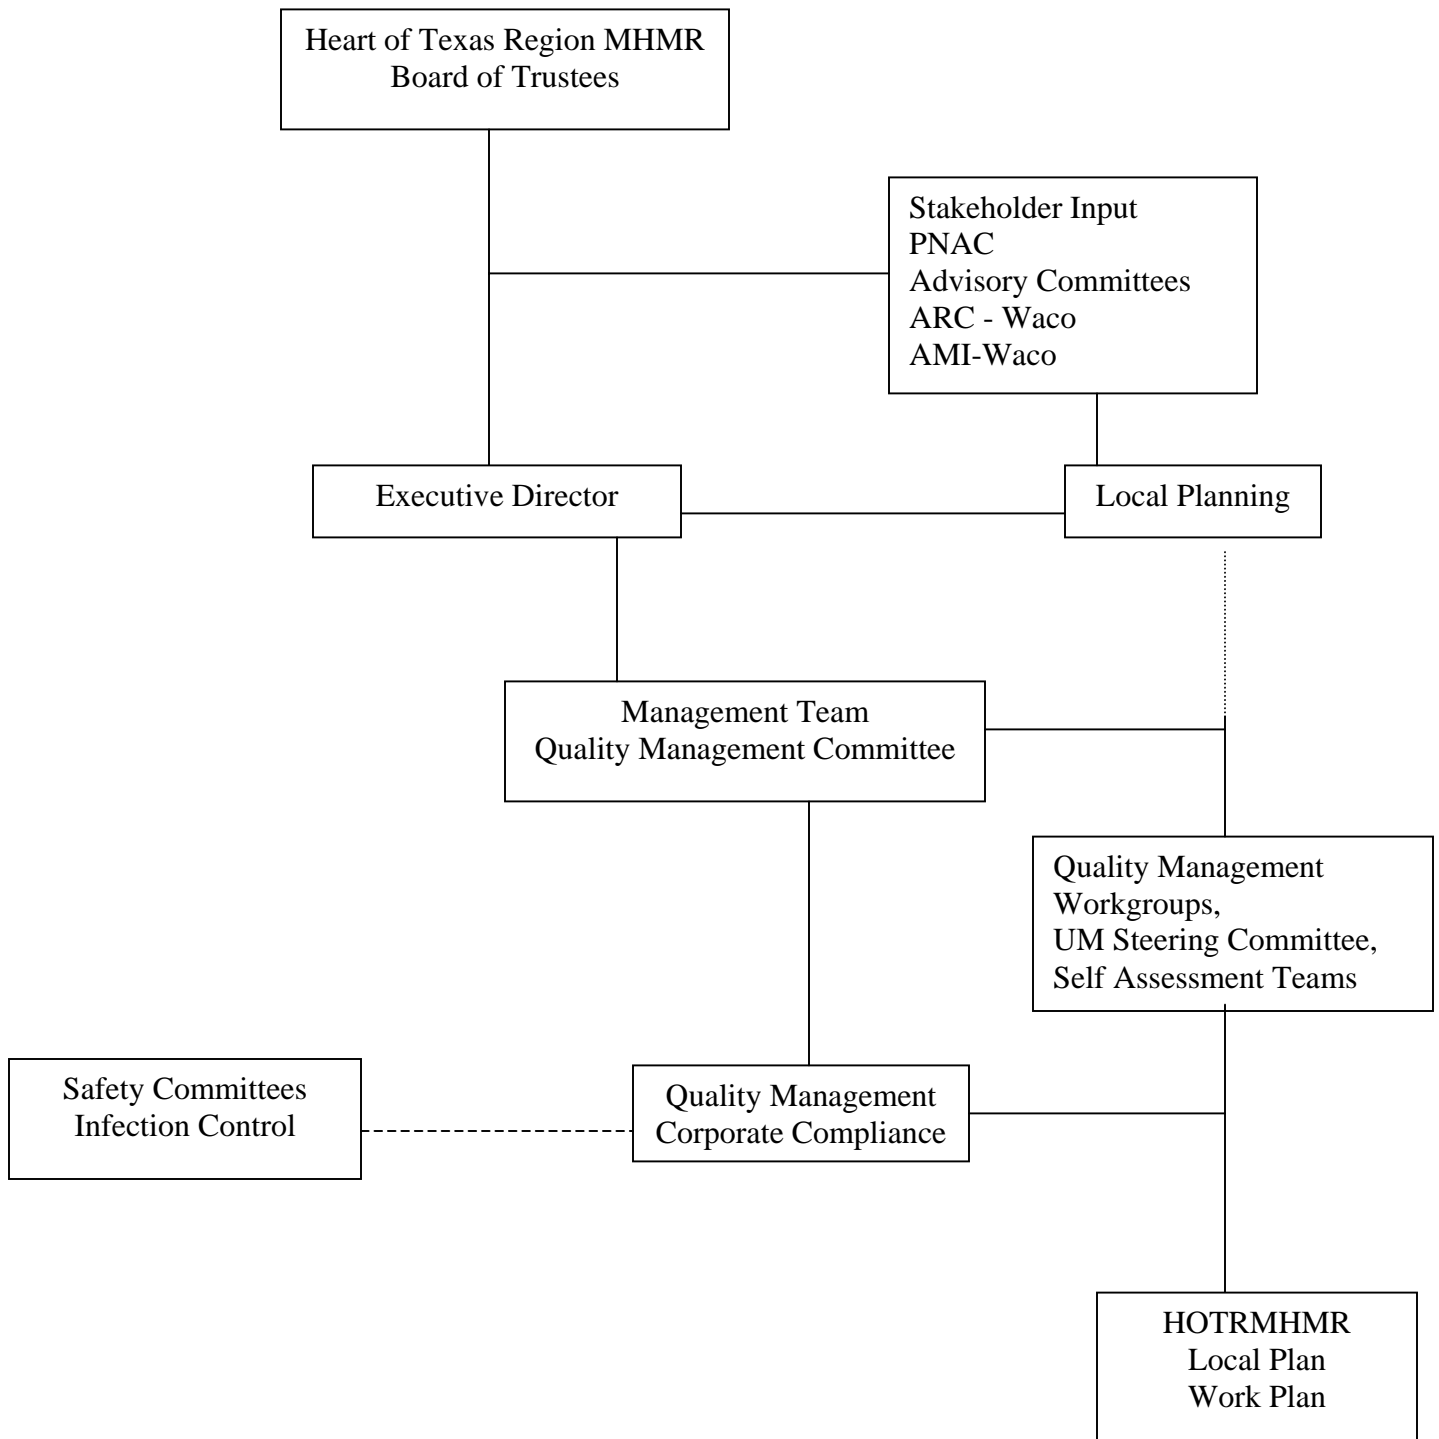 Heart of Texas Region MHMR
Board of Trustees
Stakeholder Input
PNAC
Advisory Committees
ARC - Waco
AMI-Waco
Executive Director
Local Planning
Management Team
Quality Management Committee
Quality Management
Workgroups,
UM Steering Committee,
Self Assessment Teams
Safety Committees
Infection Control
Quality Management
Corporate Compliance
HOTRMHMR
Local Plan
Work Plan